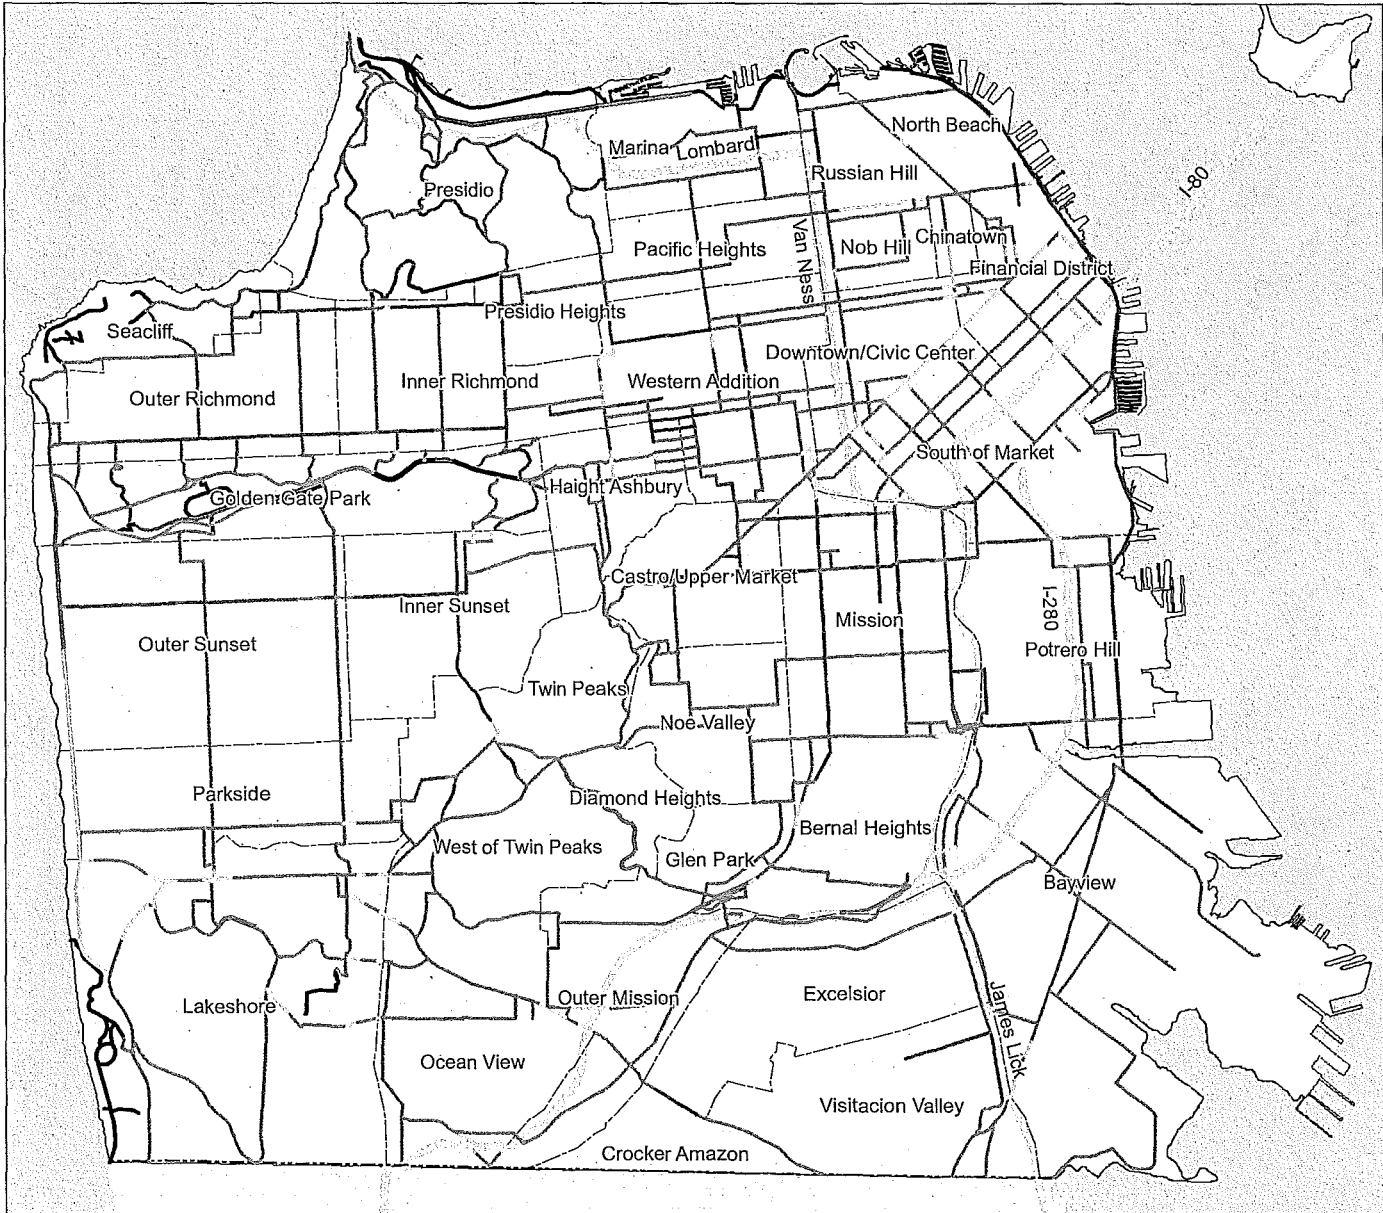 North Beach
Marina
Lombard
Russian Hill
Presidio
I-80
Pacific Heights
Van Ness
Nob Hill
Chinatown
Financial District
Presidio Heights
Seacliff
Downtown/Civic Center
Inner Richmond
Western Addition
Outer Richmond
South of Market
Haight Ashbury
Golden Gate Park
Castro/Upper Market
Inner Sunset
I-280
Mission
Outer Sunset
Potrero Hill
Twin Peaks
Noe Valley
Parkside
Diamond Heights
Bernal Heights
West of Twin Peaks
Glen Park
Bayview
Lakeshore
Outer Mission
Excelsior
James Lick
Ocean View
Visitacion Valley
Crocker Amazon